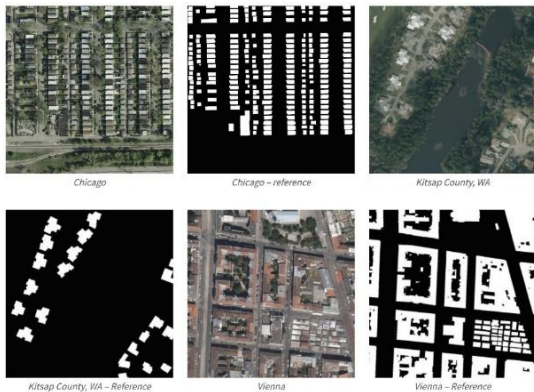 Chicago
Chicago – reference
Kitsap County, WA
Kitsap County, WA – Reference
Vienna
Vienna – Reference